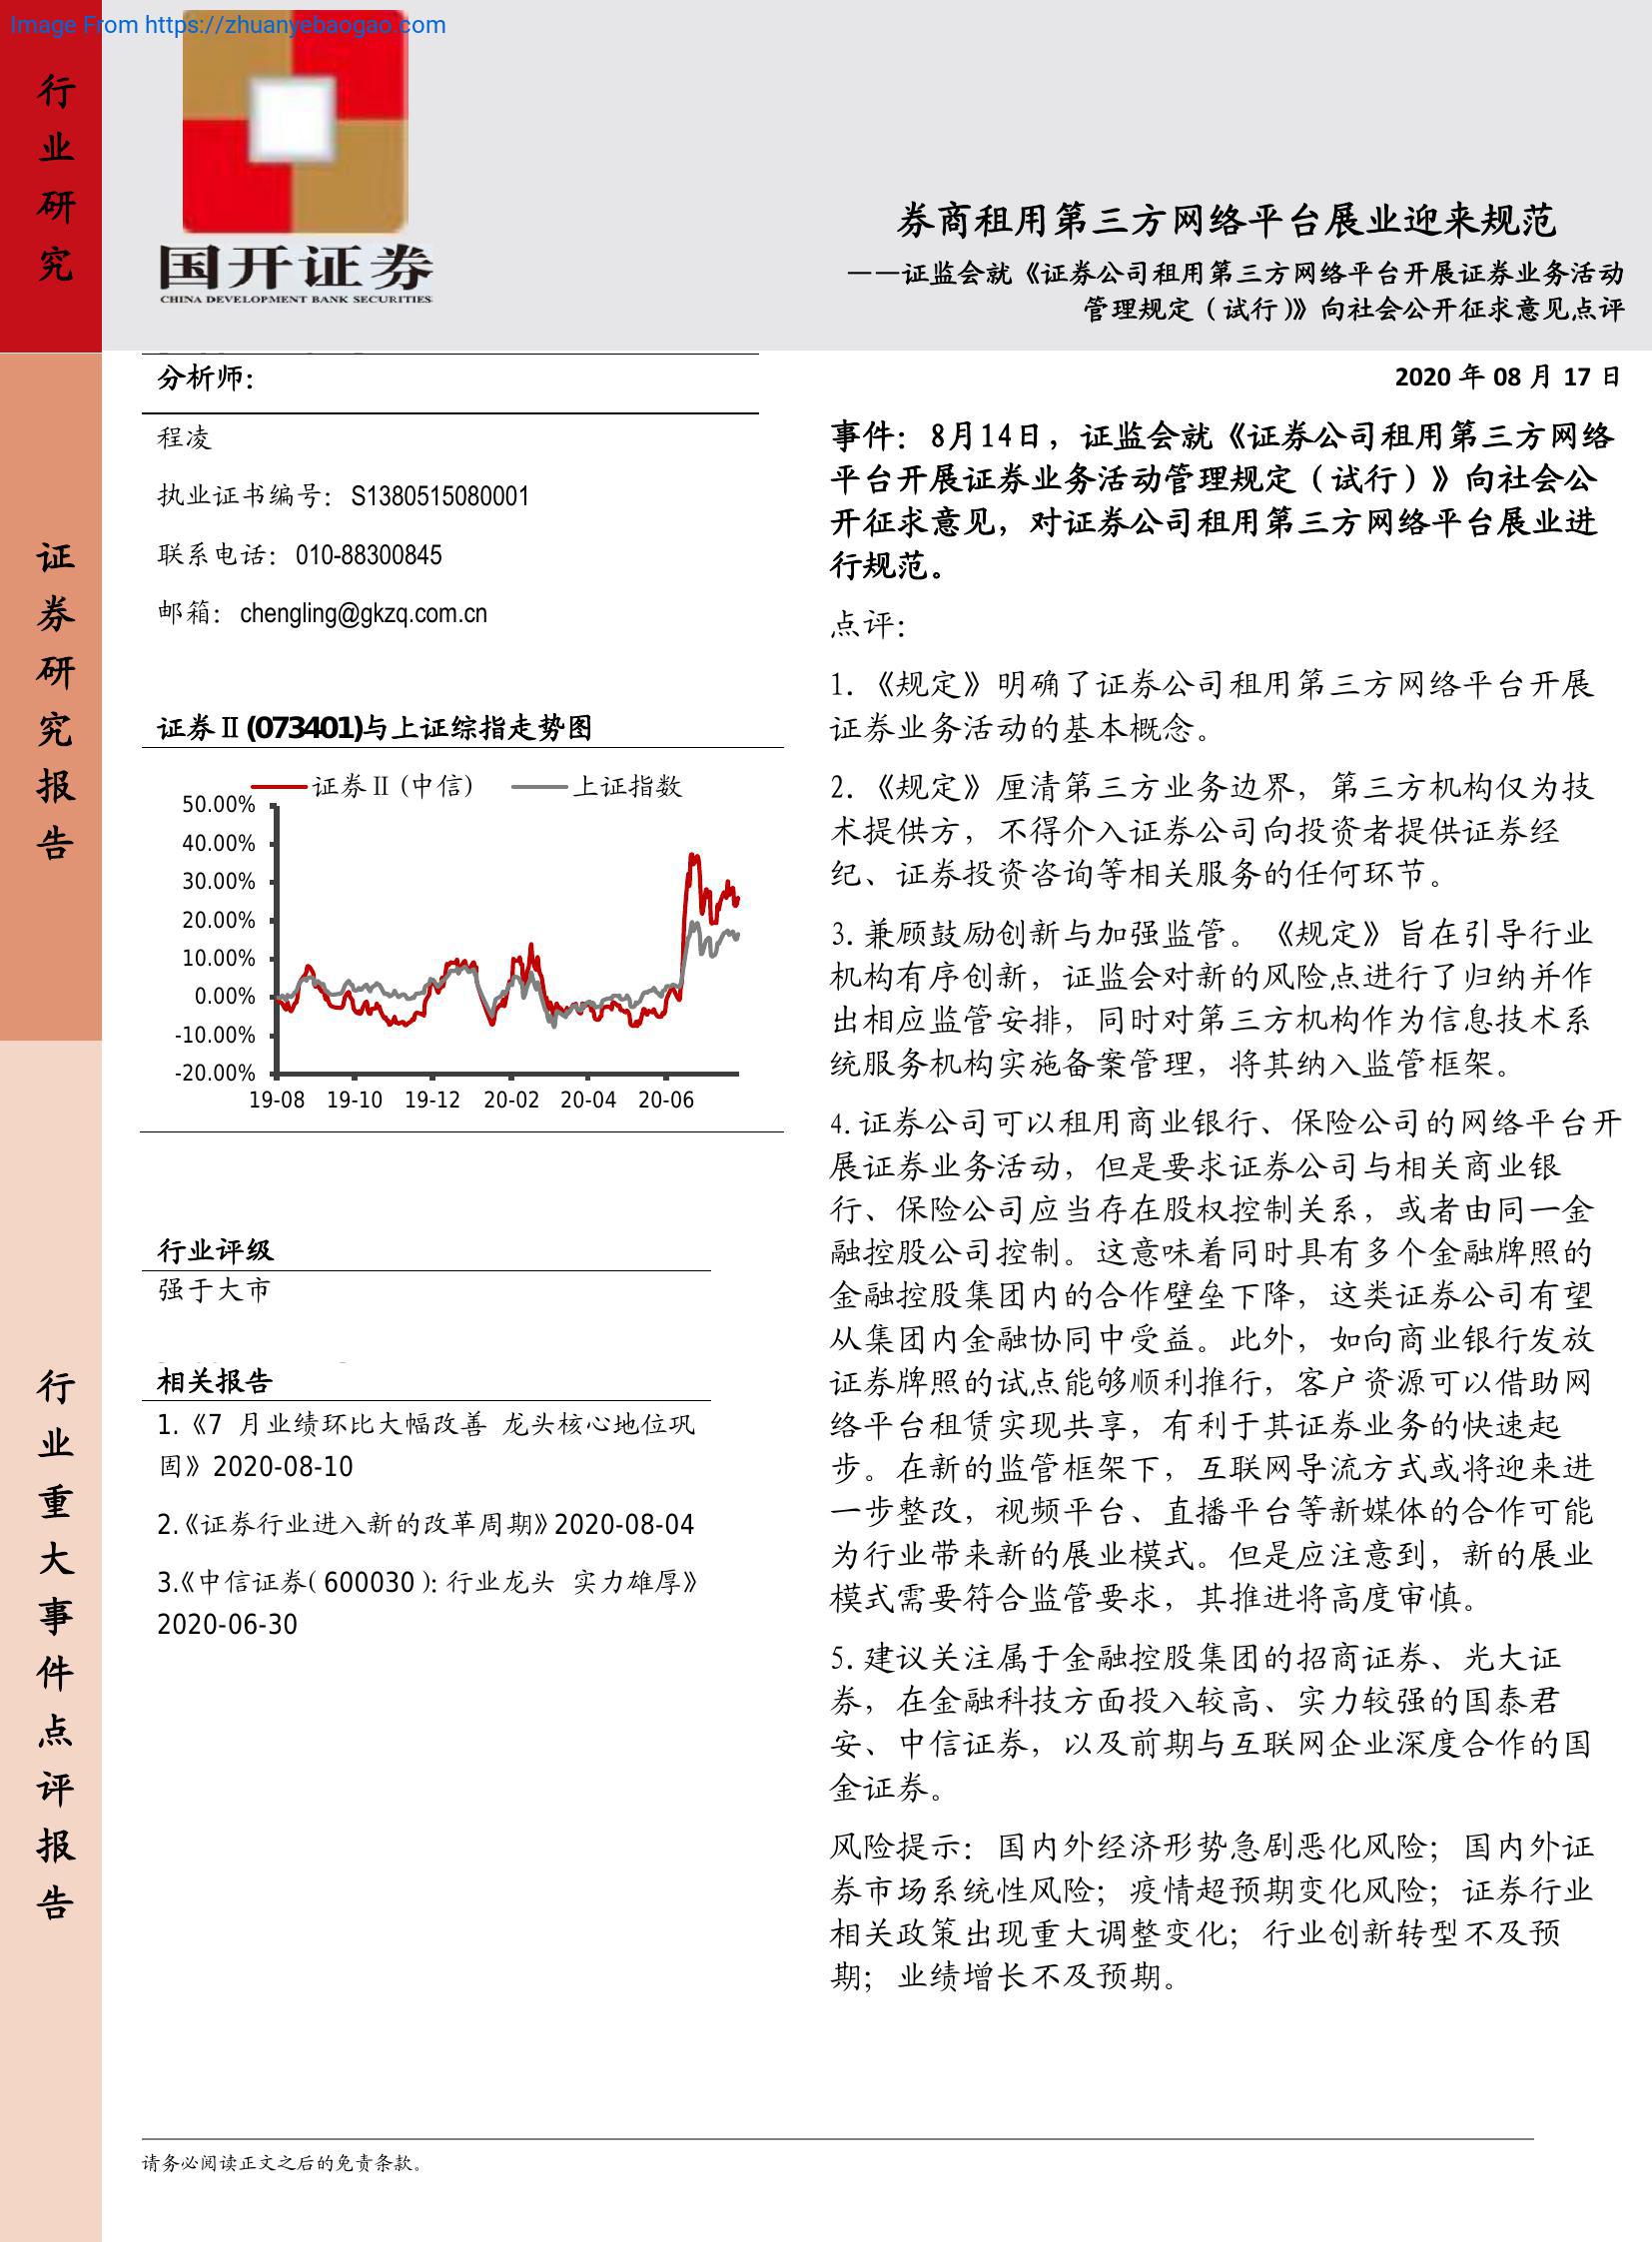 Image From https://zhuanyebaogao.com
行业研究
证券研究报告
行业重大事件点评报告
国开证券
CHINA DEVELOPMENT BANK SECURITIES
券商租用第三方网络平台展业迎来规范
——证监会就《证券公司租用第三方网络平台开展证券业务活动
管理规定（试行）》向社会公开征求意见点评
分析师：
程凌
执业证书编号：S1380515080001
联系电话：010-88300845
邮箱：chengling@gkzq.com.cn
证券Ⅱ(073401)与上证综指走势图
证券Ⅱ(中信) 上证指数
50.00%
40.00%
30.00%
20.00%
10.00%
0.00%
-10.00%
-20.00%
19-08 19-10 19-12 20-02 20-04 20-06
行业评级
强于大市
相关报告
1.《7 月业绩环比大幅改善 龙头核心地位巩
固》2020-08-10
2.《证券行业进入新的改革周期》2020-08-04
3.《中信证券(600030):行业龙头 实力雄厚》
2020-06-30
2020 年 08 月 17 日
事件：8月14日，证监会就《证券公司租用第三方网络
平台开展证券业务活动管理规定（试行）》向社会公
开征求意见，对证券公司租用第三方网络平台展业进
行规范。
点评：
1.《规定》明确了证券公司租用第三方网络平台开展
证券业务活动的基本概念。
2.《规定》厘清第三方业务边界，第三方机构仅为技
术提供方，不得介入证券公司向投资者提供证券经
纪、证券投资咨询等相关服务的任何环节。
3.兼顾鼓励创新与加强监管。《规定》旨在引导行业
机构有序创新，证监会对新的风险点进行了归纳并作
出相应监管安排，同时对第三方机构作为信息技术系
统服务机构实施备案管理，将其纳入监管框架。
4.证券公司可以租用商业银行、保险公司的网络平台开
展证券业务活动，但是要求证券公司与相关商业银
行、保险公司应当存在股权控制关系，或者由同一金
融控股公司控制。这意味着同时具有多个金融牌照的
金融控股集团内的合作壁垒下降，这类证券公司有望
从集团内金融协同中受益。此外，如向商业银行发放
证券牌照的试点能够顺利推行，客户资源可以借助网
络平台租赁实现共享，有利于其证券业务的快速起
步。在新的监管框架下，互联网导流方式或将迎来进
一步整改，视频平台、直播平台等新媒体的合作可能
为行业带来新的展业模式。但是应注意到，新的展业
模式需要符合监管要求，其推进将高度审慎。
5.建议关注属于金融控股集团的招商证券、光大证
券，在金融科技方面投入较高、实力较强的国泰君
安、中信证券，以及前期与互联网企业深度合作的国
金证券。
风险提示：国内外经济形势急剧恶化风险；国内外证
券市场系统性风险；疫情超预期变化风险；证券行业
相关政策出现重大调整变化；行业创新转型不及预
期；业绩增长不及预期。
请务必阅读正文之后的免责条款。